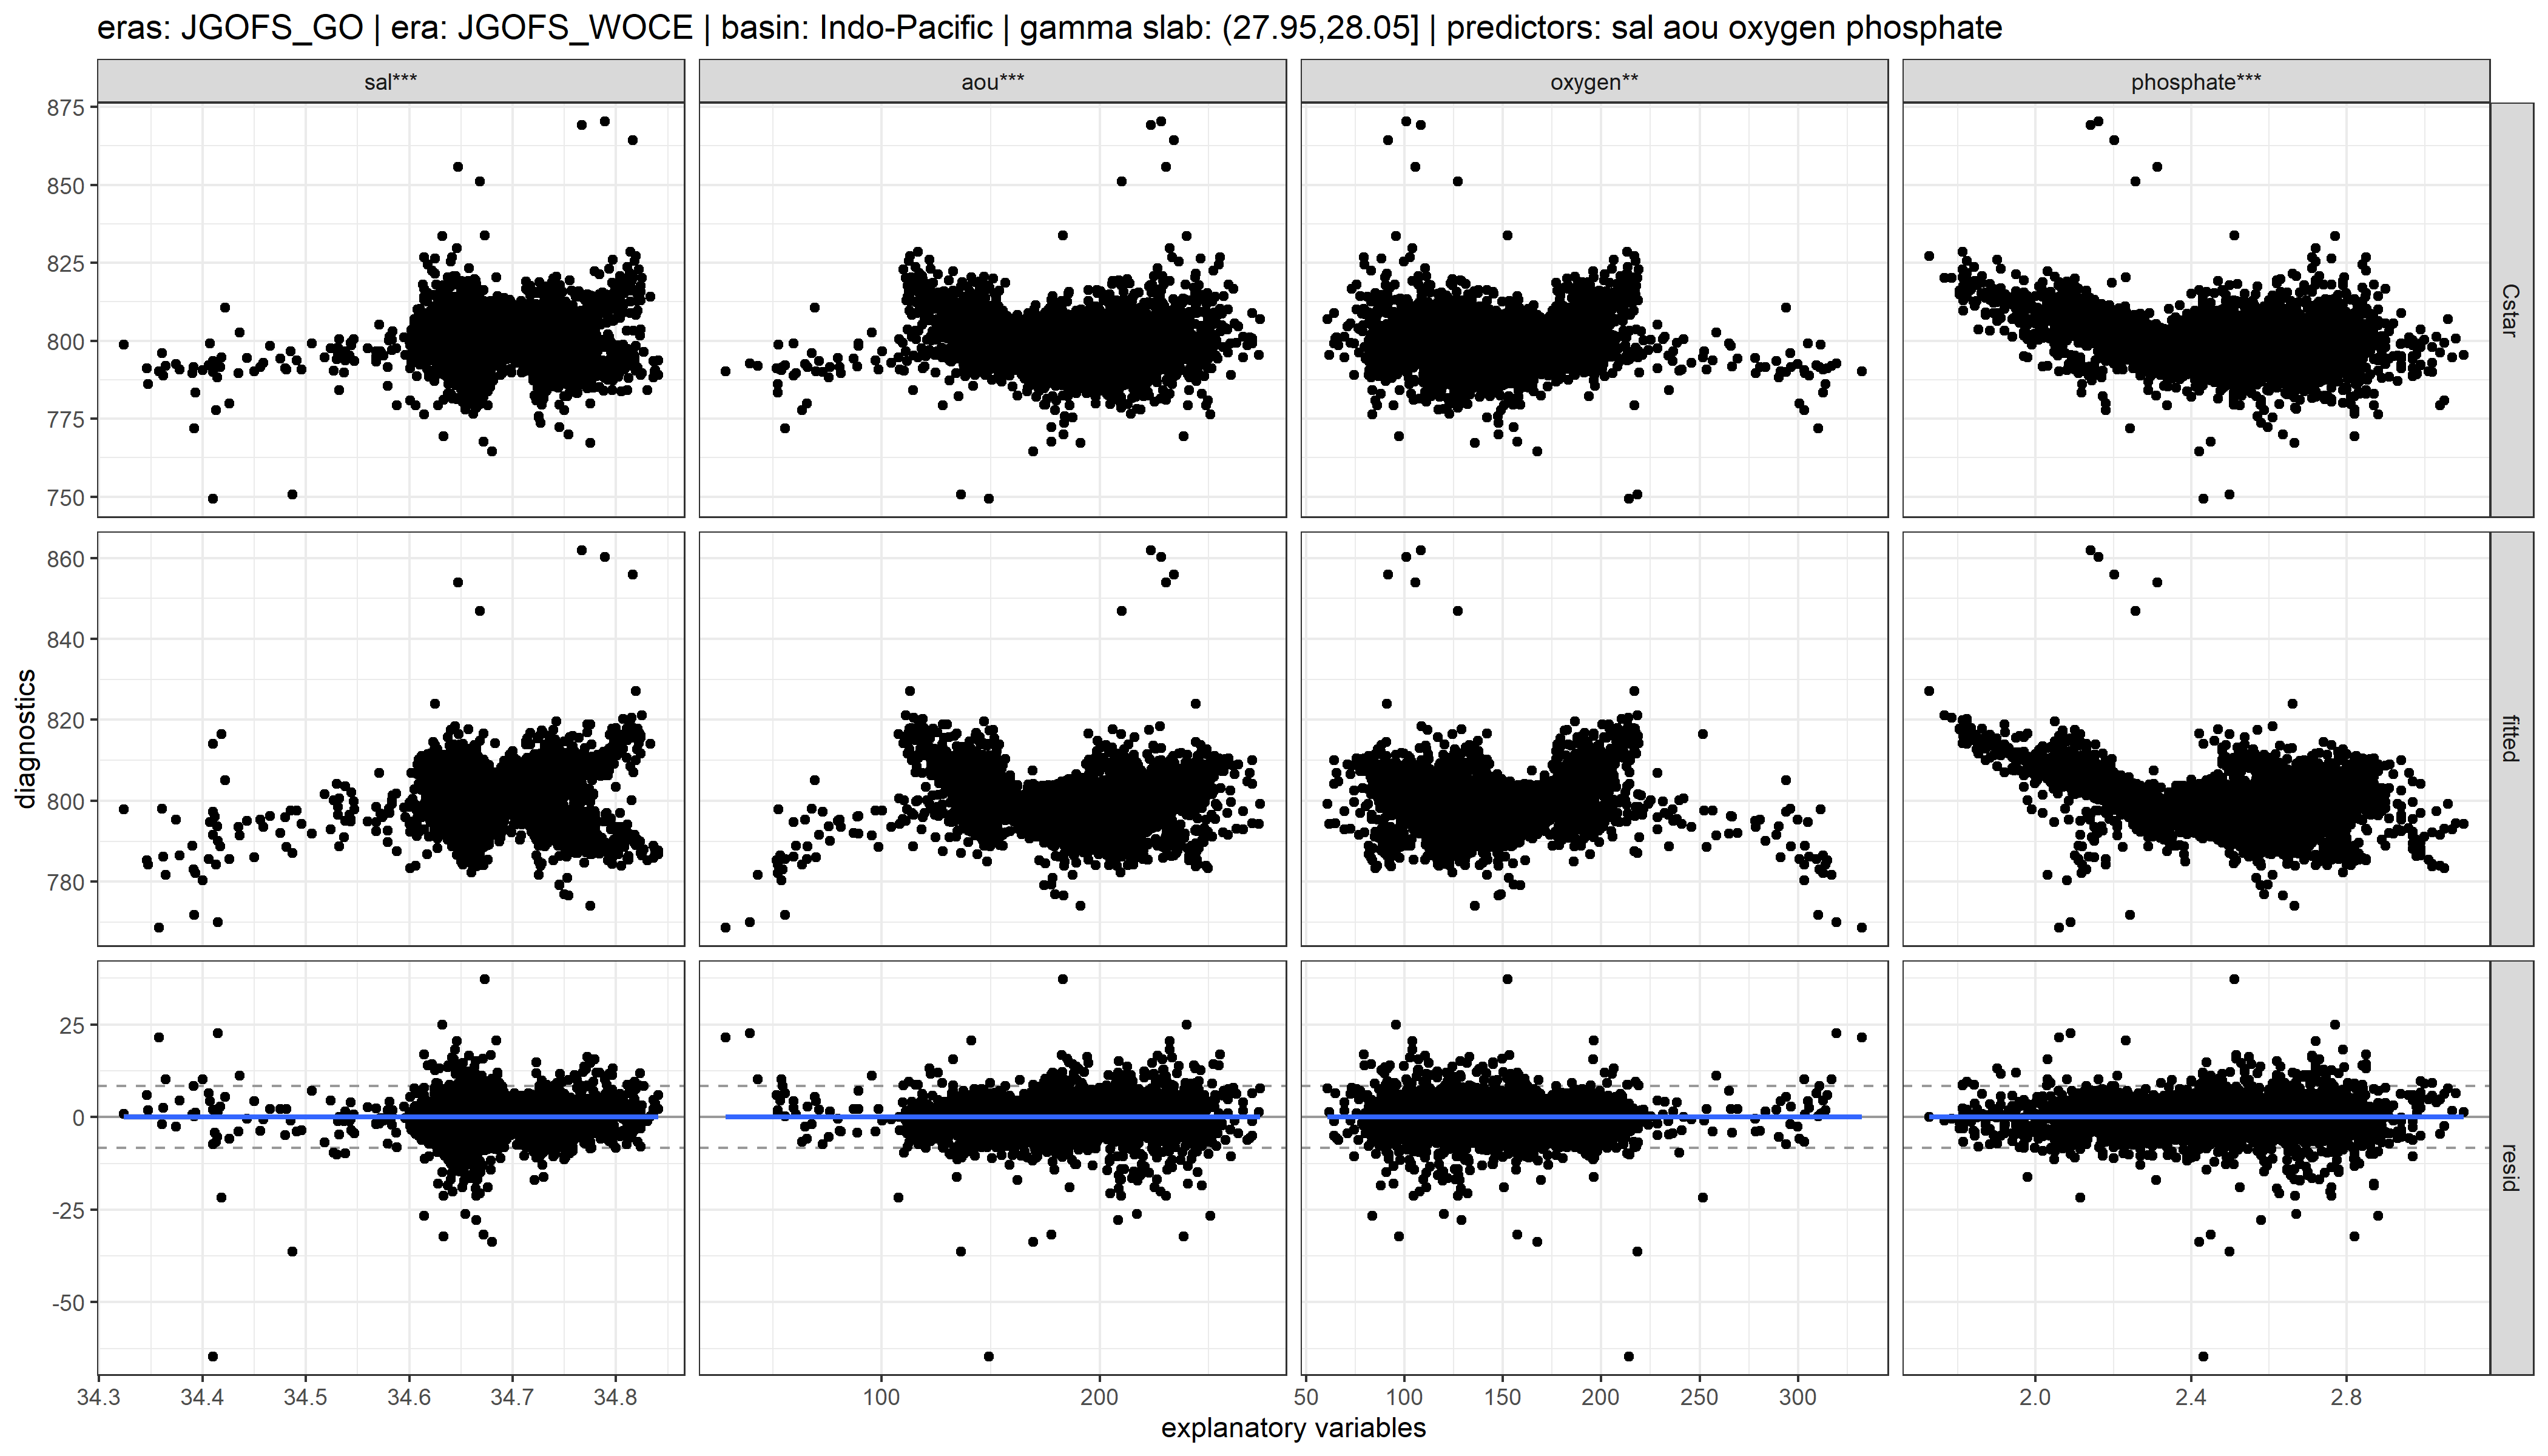 eras: JGOFS_GO | era: JGOFS_WOCE | basin: Indo-Pacific | gamma slab: (27.95,28.05] | predictors: sal aou oxygen phosphate
sal*** aou*** oxygen** phosphate***
875
850
825
800
775
750
Cstar
860
840
820
800
780
fitted
diagnostics
25
0
-25
-50
resid
34.3 34.4 34.5 34.6 34.7 34.8 100 200 50 100 150 200 250 300 2.0 2.4 2.8
explanatory variables